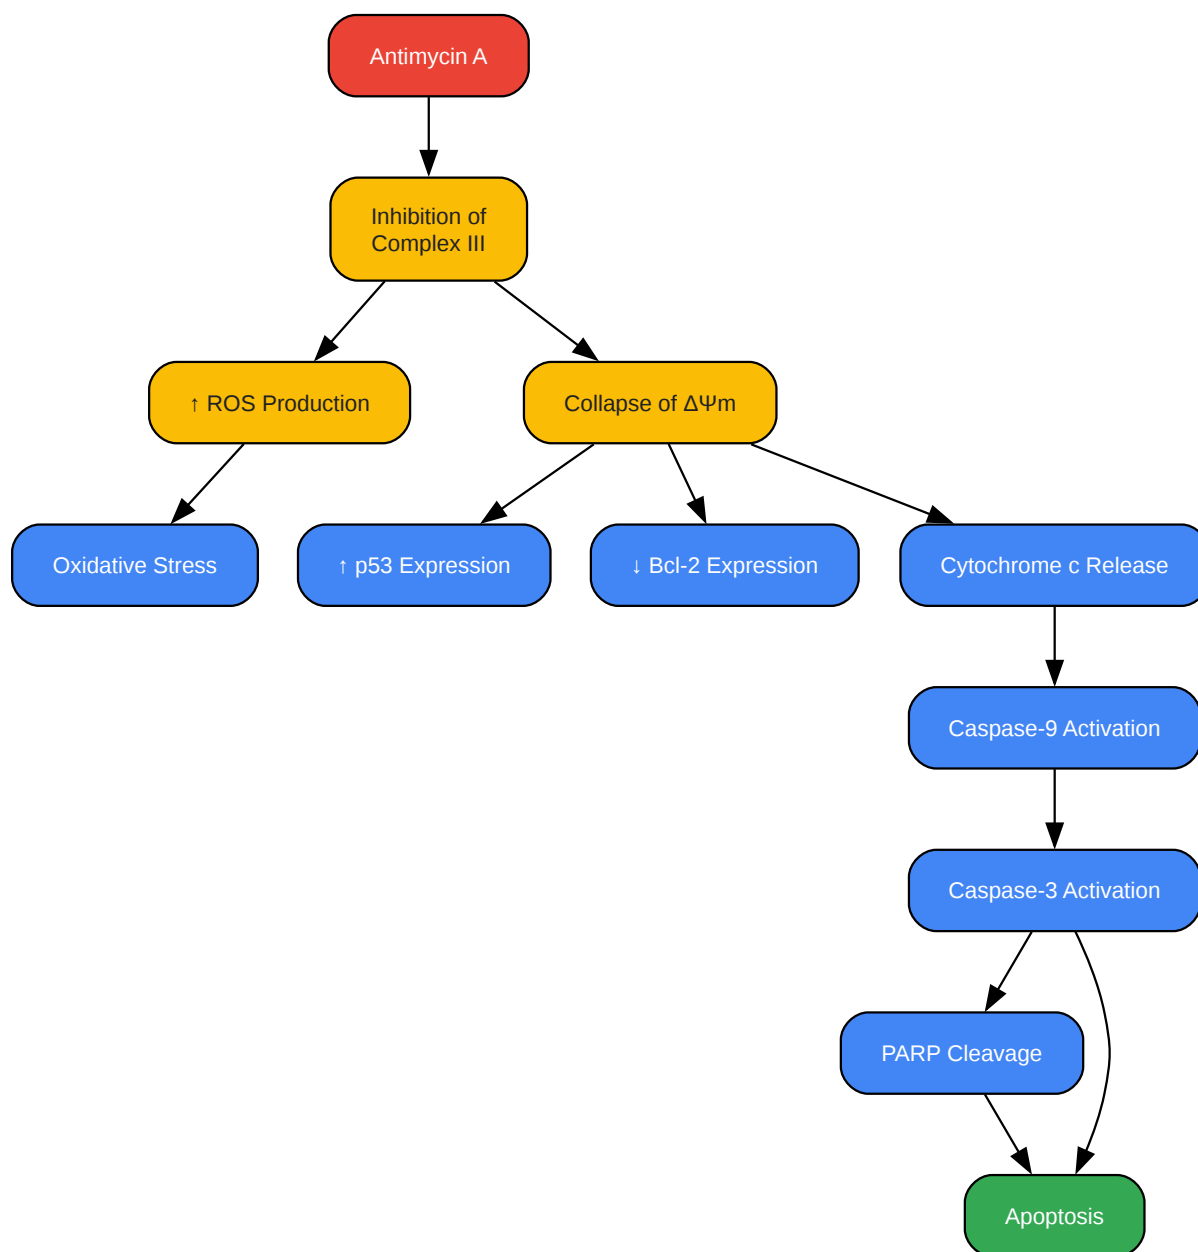 Antimycin A
Inhibition of
Complex III
↑ ROS Production
Collapse of ΔΨm
Oxidative Stress
↑ p53 Expression
↓ Bcl-2 Expression
Cytochrome c Release
Caspase-9 Activation
Caspase-3 Activation
PARP Cleavage
Apoptosis